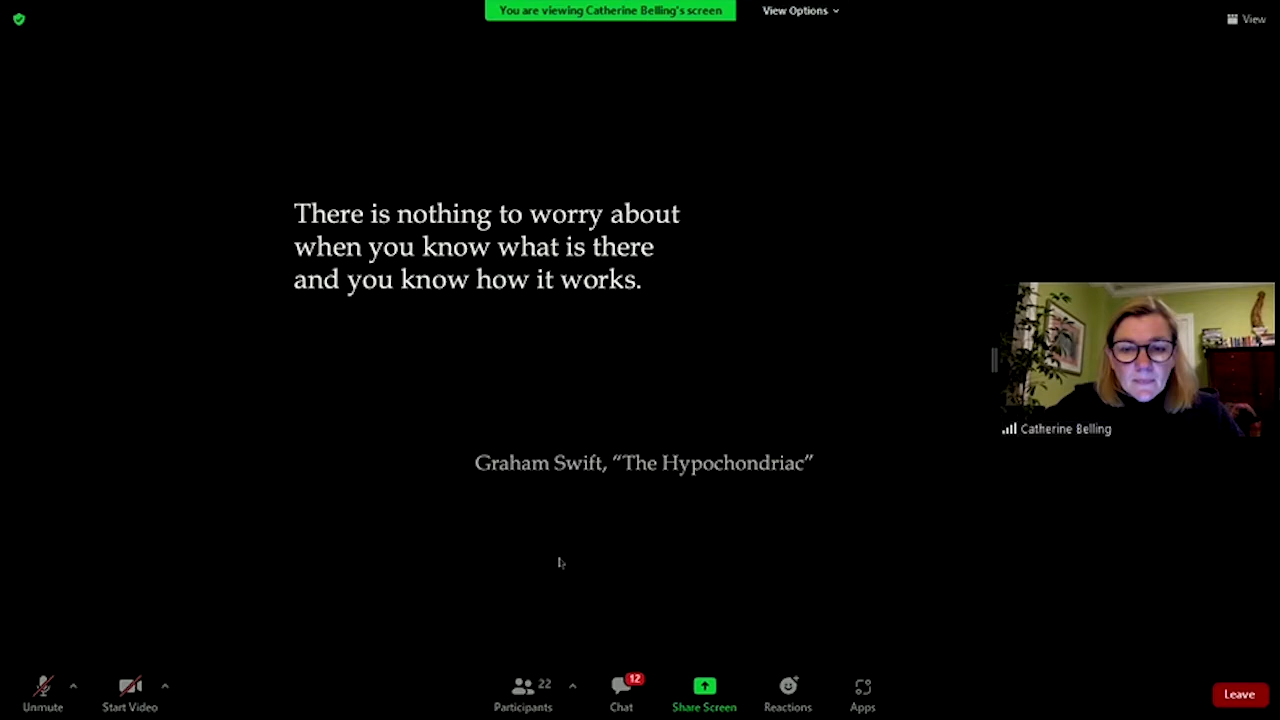 You are viewing Catherine Belling's screen
View Options
View
There is nothing to worry about
when you know what is there
and you know how it works.
Catherine Belling
Graham Swift, “The Hypochondriac”
22
12
Unmute
Start Video
Participants
Chat
Share Screen
Reactions
Apps
Leave